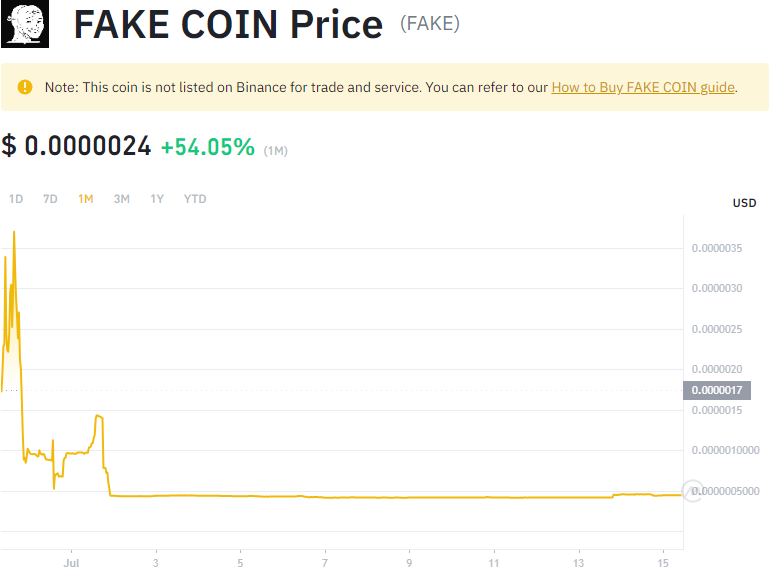 FAKE COIN Price (FAKE)
Note: This coin is not listed on Binance for trade and service. You can refer to our How to Buy FAKE COIN guide.
$ 0.0000024 +54.05% (1M)
1D 7D 1M 3M 1Y YTD
USD
0.0000035
0.0000030
0.0000025
0.0000020
0.0000017
0.0000015
0.0000010000
0.0000005000
Jul 3 5 7 9 11 13 15